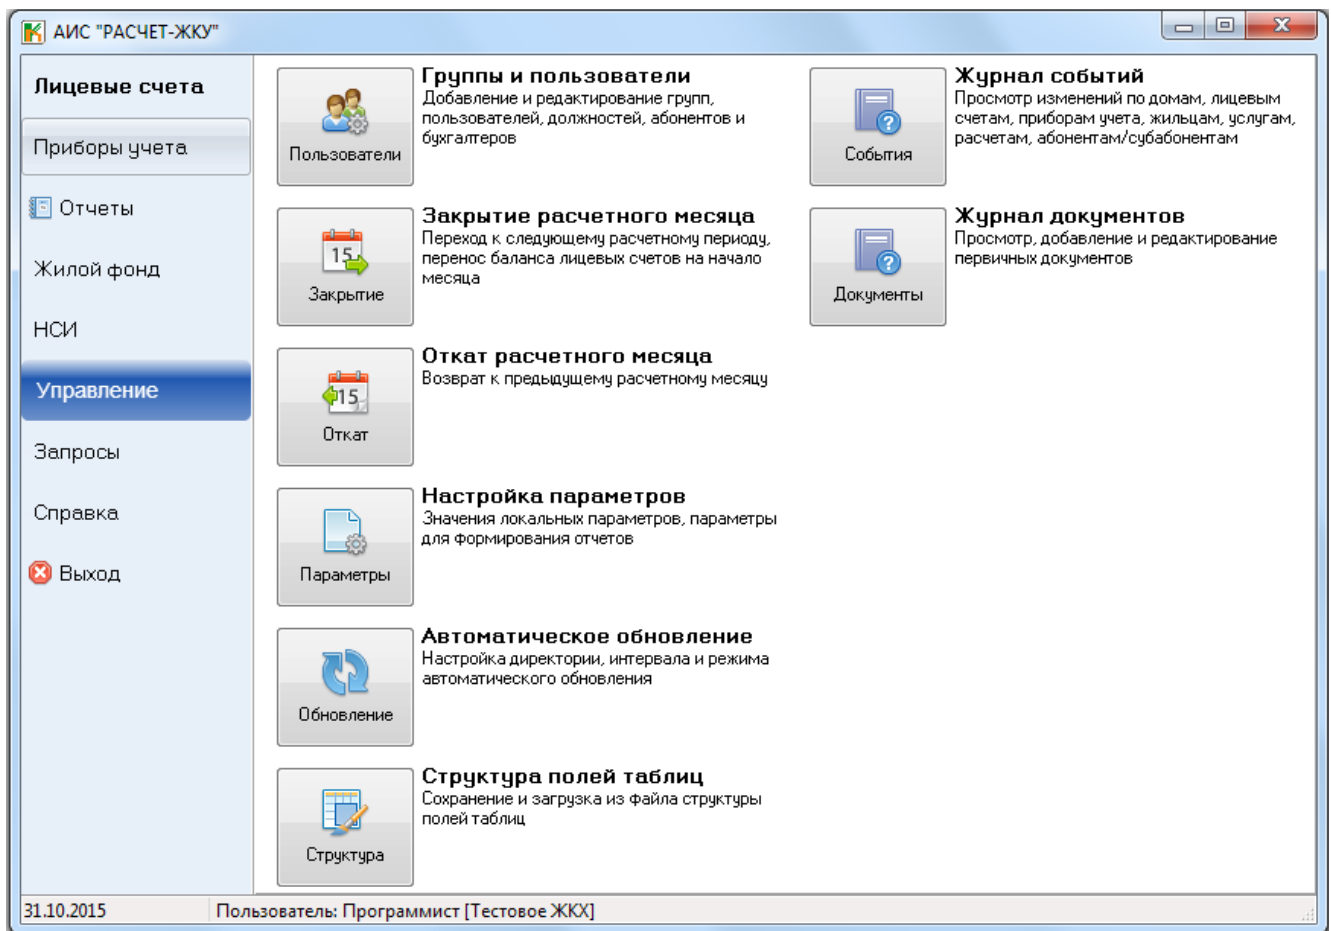 АИС "РАСЧЕТ-ЖКУ"
Лицевые счета
Приборы учета
Отчеты
Жилой фонд
НСИ
Управление
Запросы
Справка
Выход
Пользователи
Группы и пользователи
Добавление и редактирование групп,
пользователей, должностей, абонентов и
бухгалтеров
15
Закрытие
Закрытие расчетного месяца
Переход к следующему расчетному периоду,
перенос баланса лицевых счетов на начало
месяца
15
Откат
Откат расчетного месяца
Возврат к предыдущему расчетному месяцу
Параметры
Настройка параметров
Значения локальных параметров, параметры
для формирования отчетов
Обновление
Автоматическое обновление
Настройка директории, интервала и режима
автоматического обновления
Структура
Структура полей таблиц
Сохранение и загрузка из файла структуры
полей таблиц
События
Журнал событий
Просмотр изменений по домам, лицевым
счетам, приборам учета, жильцам, услугам,
расчетам, абонентам/субабонентам
Документы
Журнал документов
Просмотр, добавление и редактирование
первичных документов
31.10.2015
Пользователь: Программист [Тестовое ЖКХ]